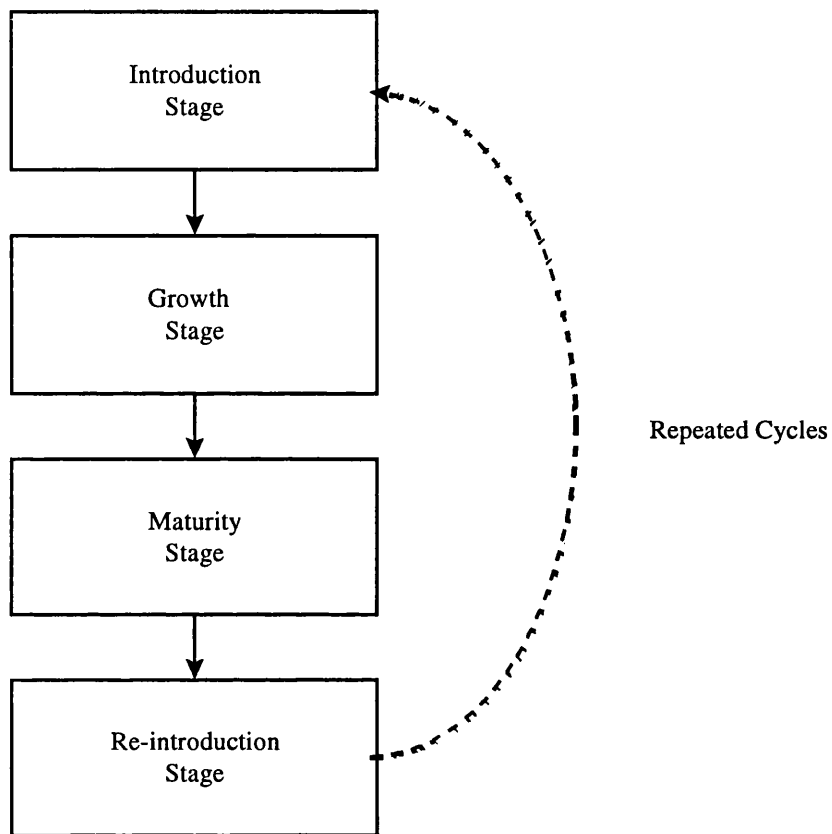 Introduction
Stage
Growth
Stage
Repeated Cycles
Maturity
Stage
Re-introduction
Stage